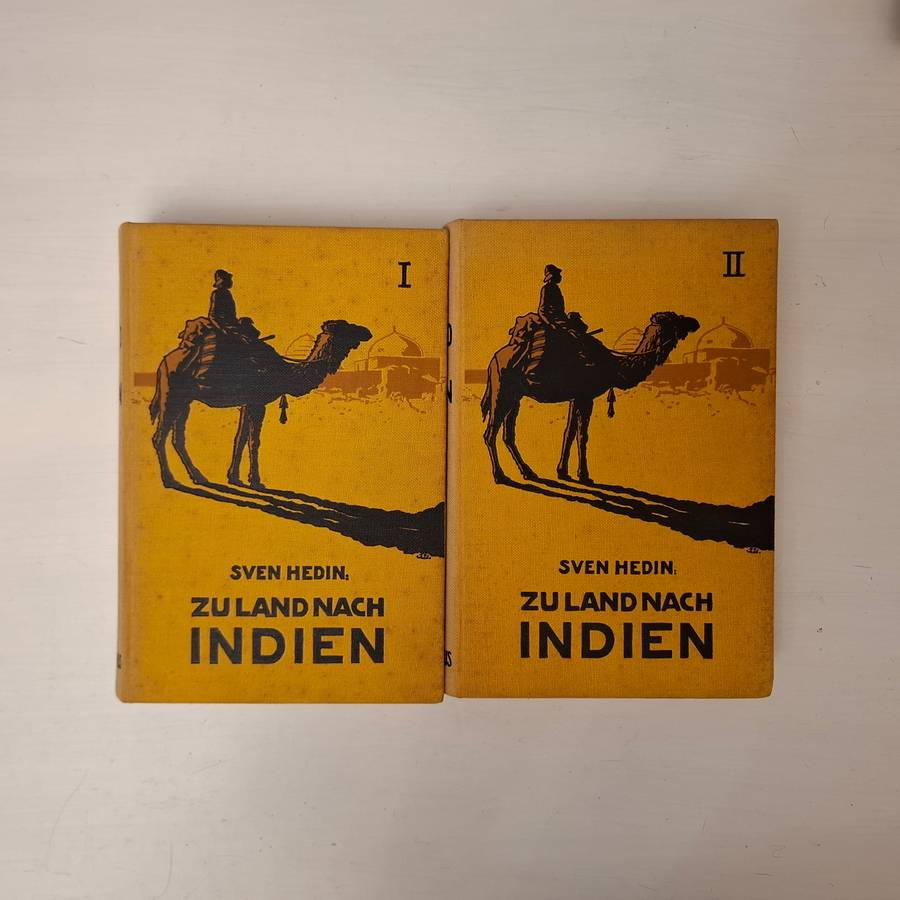 I
SVEN HEDIN:
ZU LAND NACH
INDIEN
II
SVEN HEDIN:
ZU LAND NACH
INDIEN